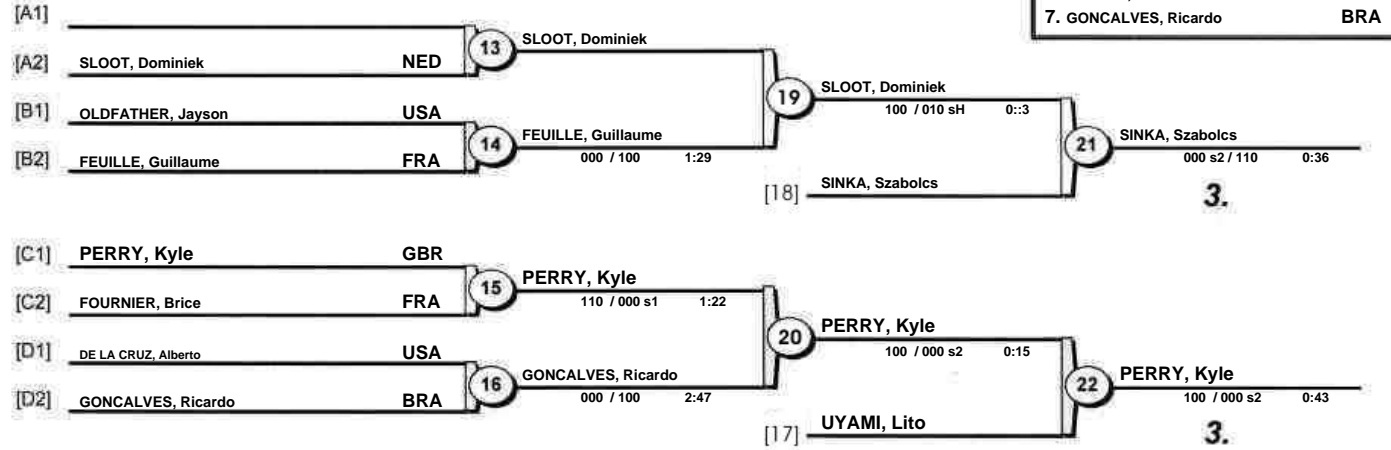 7. GONCALVES, Ricardo BRA
[A1]
13 SLOOT, Dominiek
[A2] SLOOT, Dominiek NED
19 SLOOT, Dominiek
100 / 010 sH 0::3
[B1] OLDFATHER, Jayson USA
14 FEUILLE, Guillaume
000 / 100 1:29
21 SINKA, Szabolcs
000 s2 / 110 0:36
[B2] FEUILLE, Guillaume FRA
[18] SINKA, Szabolcs
3.
[C1] PERRY, Kyle GBR
15 PERRY, Kyle
110 / 000 s1 1:22
[C2] FOURNIER, Brice FRA
20 PERRY, Kyle
100 / 000 s2 0:15
[D1] DE LA CRUZ, Alberto USA
16 GONCALVES, Ricardo
000 / 100 2:47
22 PERRY, Kyle
100 / 000 s2 0:43
[D2] GONCALVES, Ricardo BRA
[17] UYAMI, Lito
3.